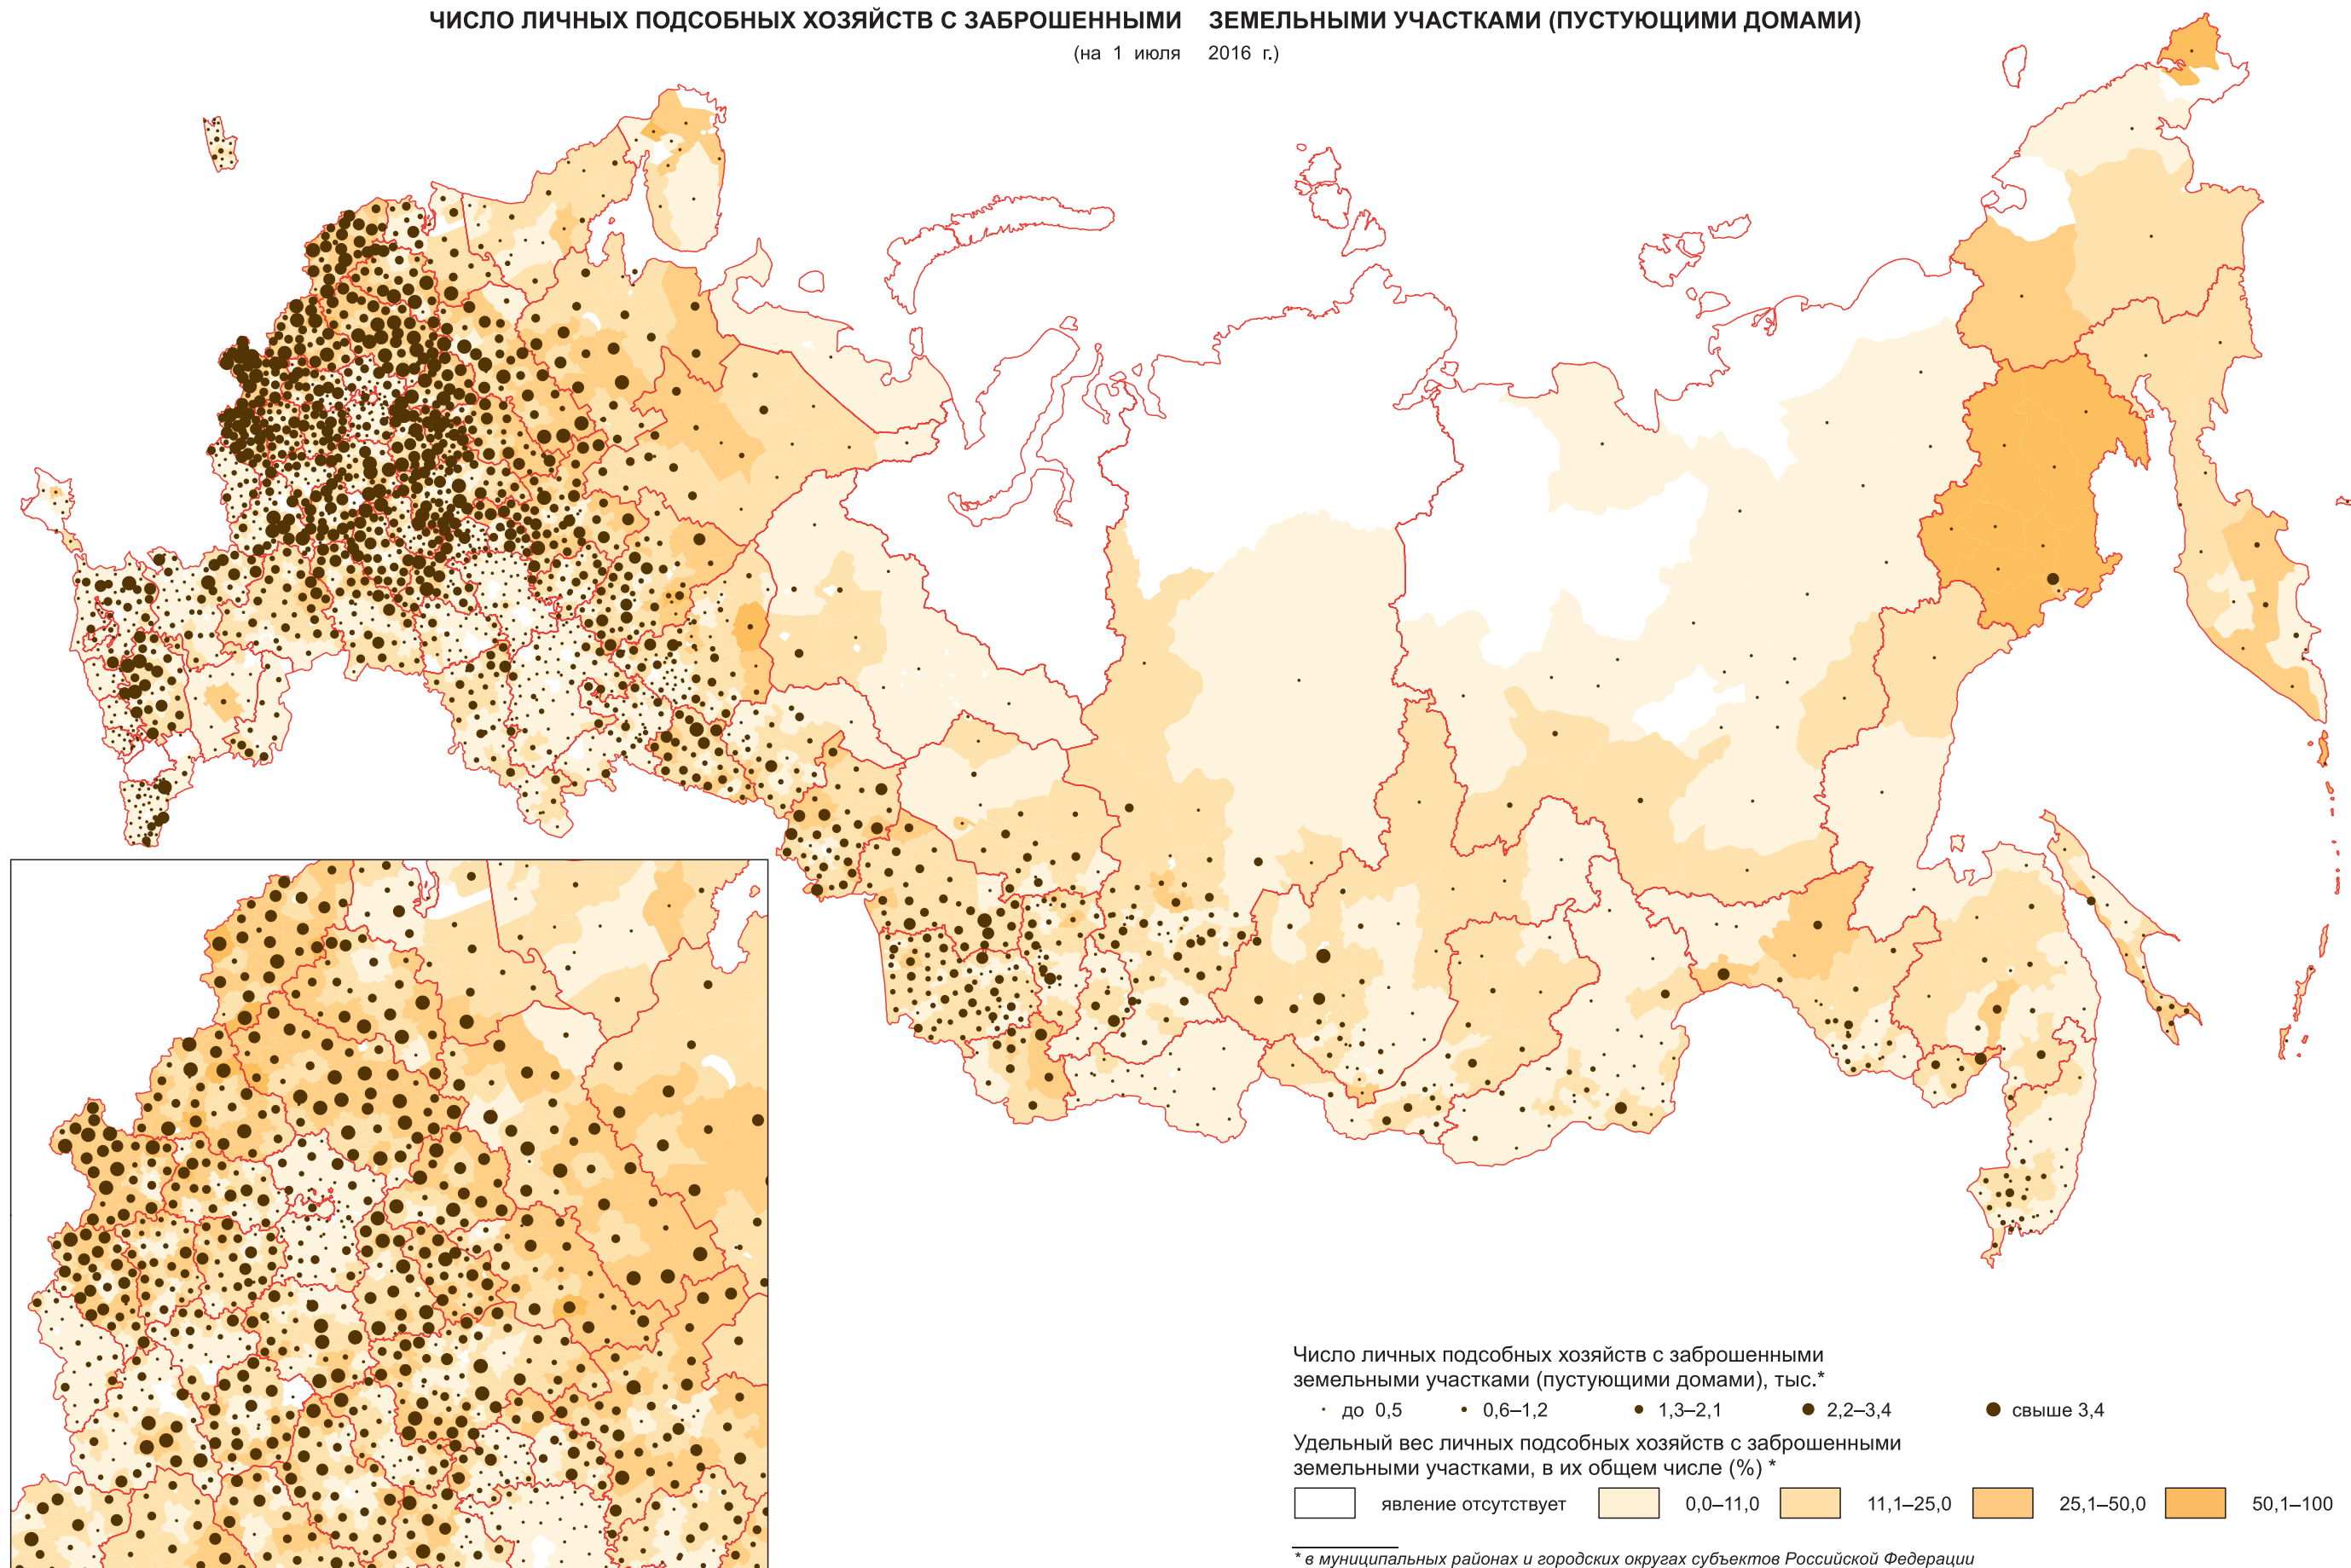 ЧИСЛО ЛИЧНЫХ ПОДСОБНЫХ ХОЗЯЙСТВ С ЗАБРОШЕННЫМИ ЗЕМЕЛЬНЫМИ УЧАСТКАМИ (ПУСТУЮЩИМИ ДОМАМИ)
(на 1 июля 2016 г.)
Число личных подсобных хозяйств с заброшенными
земельными участками (пустующими домами), тыс.*
до 0,5 0,6–1,2 1,3–2,1 2,2–3,4 свыше 3,4
Удельный вес личных подсобных хозяйств с заброшенными
земельными участками, в их общем числе (%) *
явление отсутствует 0,0–11,0 11,1–25,0 25,1–50,0 50,1–100
* в муниципальных районах и городских округах субъектов Российской Федерации